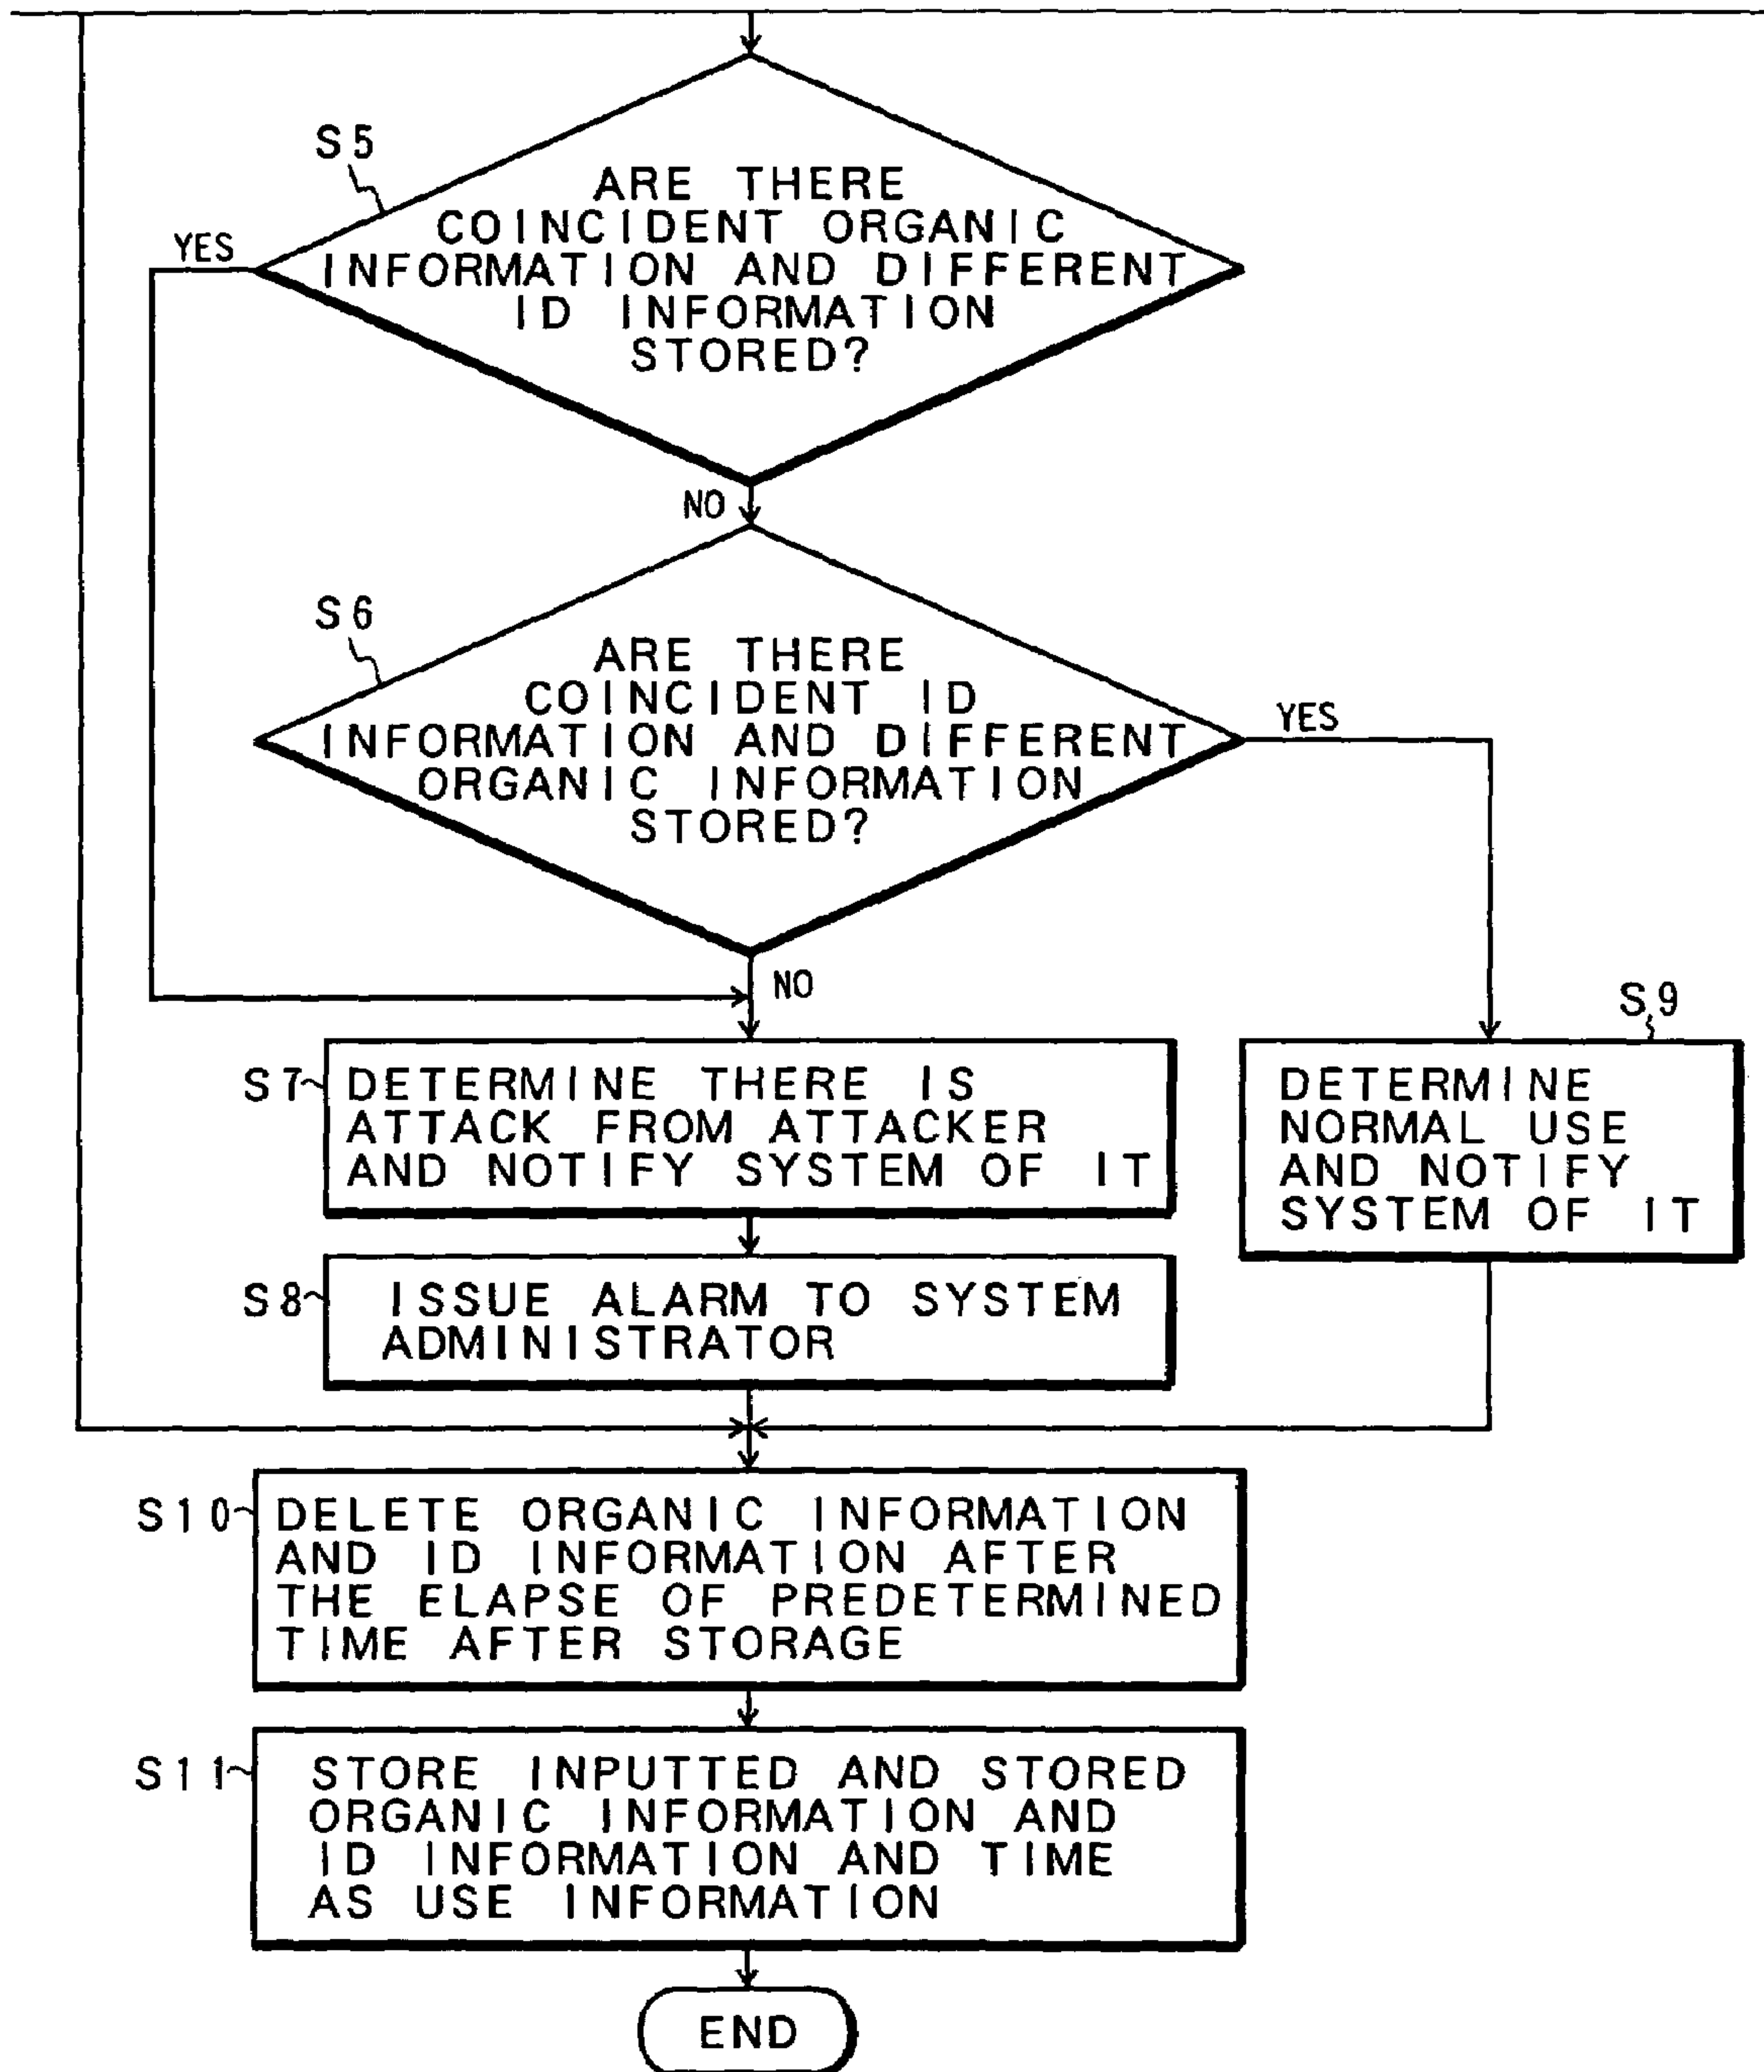 S5
ARE THERE
COINCIDENT ORGANIC
INFORMATION AND DIFFERENT
ID INFORMATION
STORED?
YES
NO
S6
ARE THERE
COINCIDENT ID
INFORMATION AND DIFFERENT
ORGANIC INFORMATION
STORED?
YES
NO
S7
DETERMINE THERE IS
ATTACK FROM ATTACKER
AND NOTIFY SYSTEM OF IT
S9
DETERMINE
NORMAL USE
AND NOTIFY
SYSTEM OF IT
S8
ISSUE ALARM TO SYSTEM
ADMINISTRATOR
S10
DELETE ORGANIC INFORMATION
AND ID INFORMATION AFTER
THE ELAPSE OF PREDETERMINED
TIME AFTER STORAGE
S11
STORE INPUTTED AND STORED
ORGANIC INFORMATION AND
ID INFORMATION AND TIME
AS USE INFORMATION
END